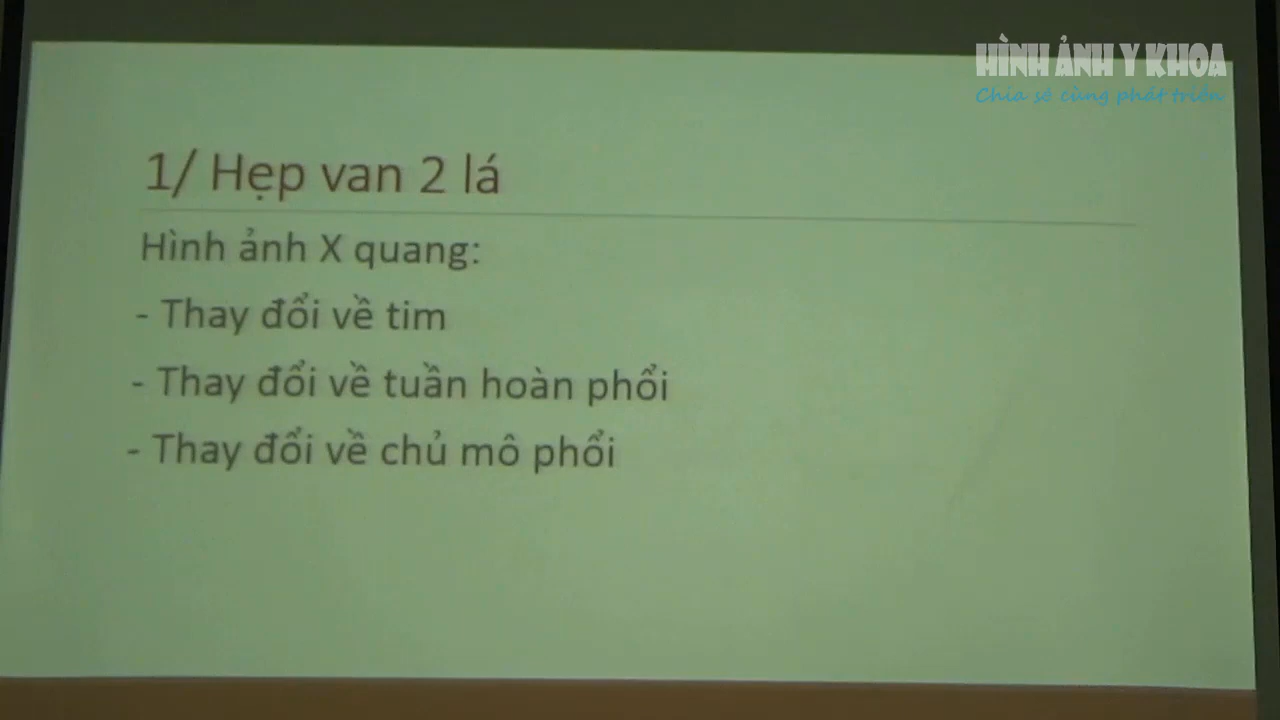 HÌNH ẢNH Y KHOA
Chia sẻ cùng phát triển
1/ Hẹp van 2 lá
Hình ảnh X quang:
- Thay đổi về tim
- Thay đổi về tuần hoàn phổi
- Thay đổi về chủ mô phổi